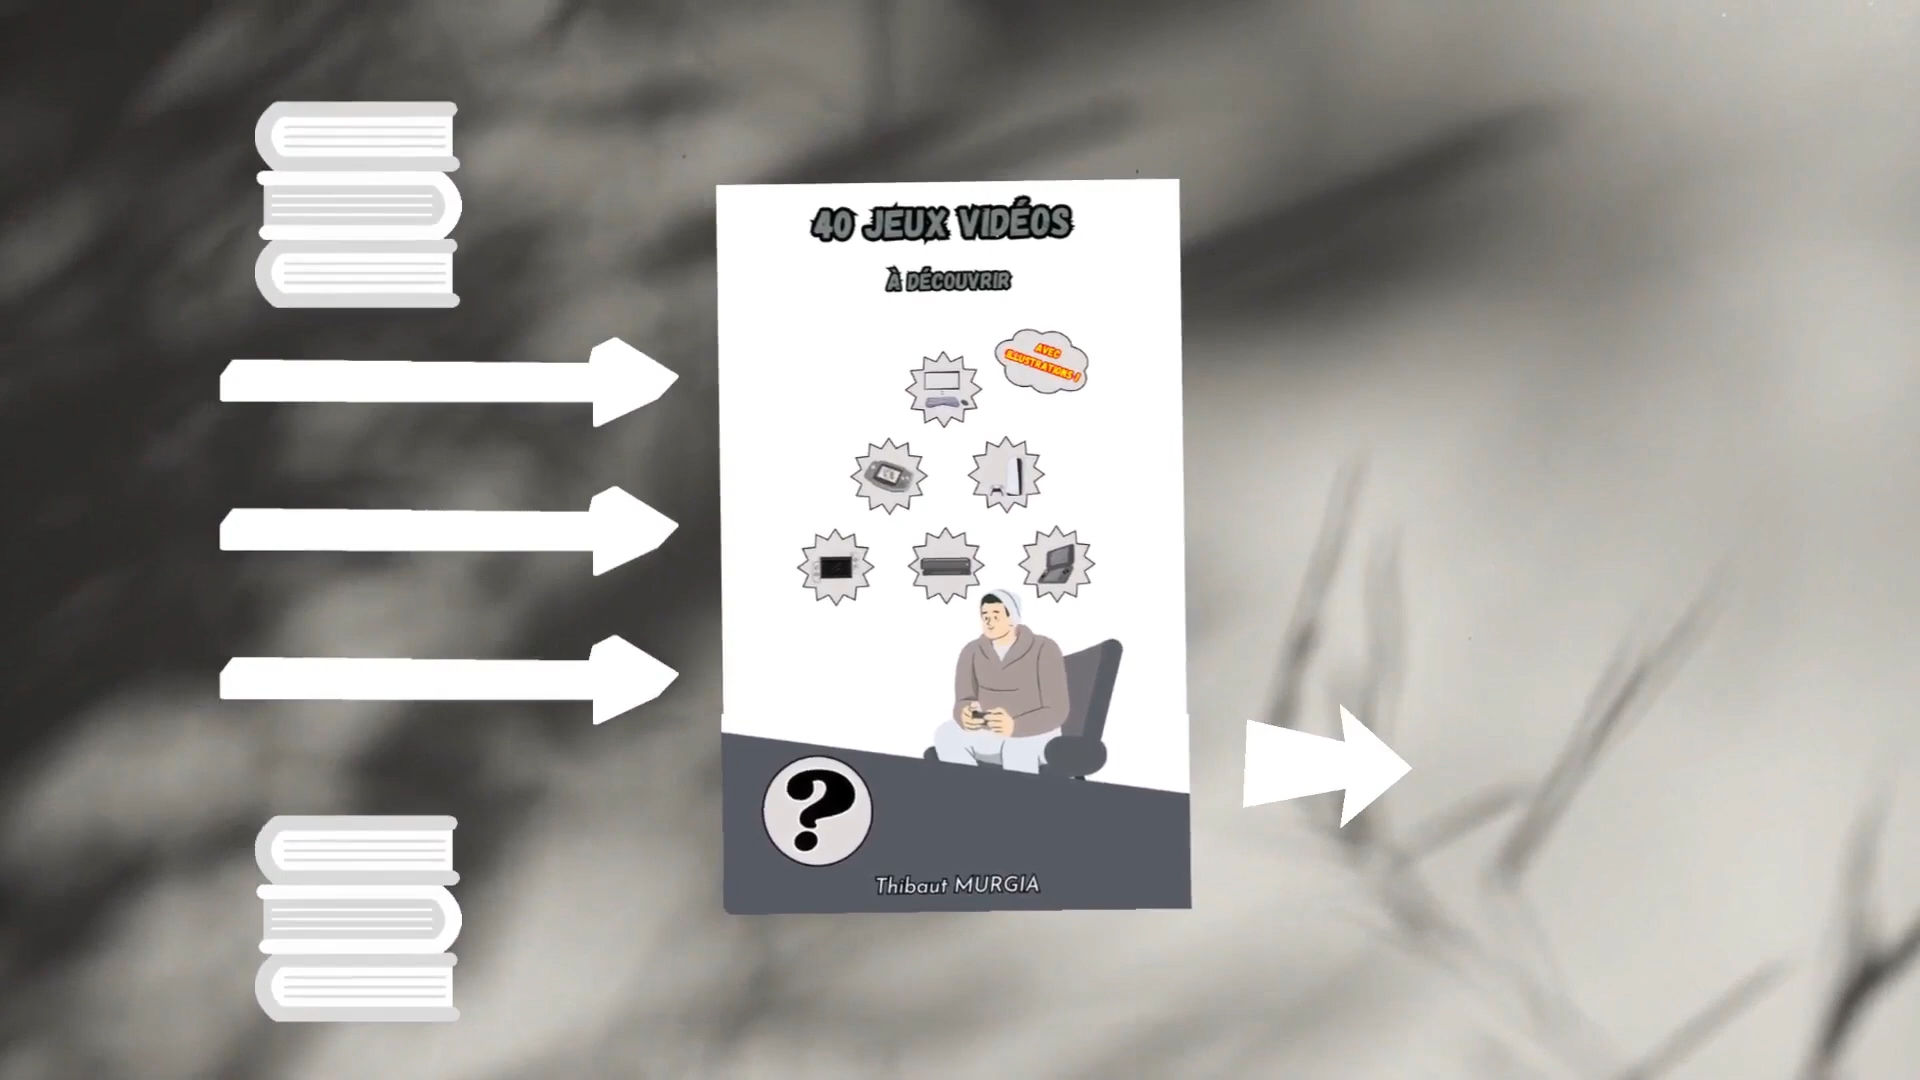 40 JEUX VIDÉOS
À DÉCOUVRIR
AVEC
ILLUSTRATIONS !
?
Thibaut MURGIA